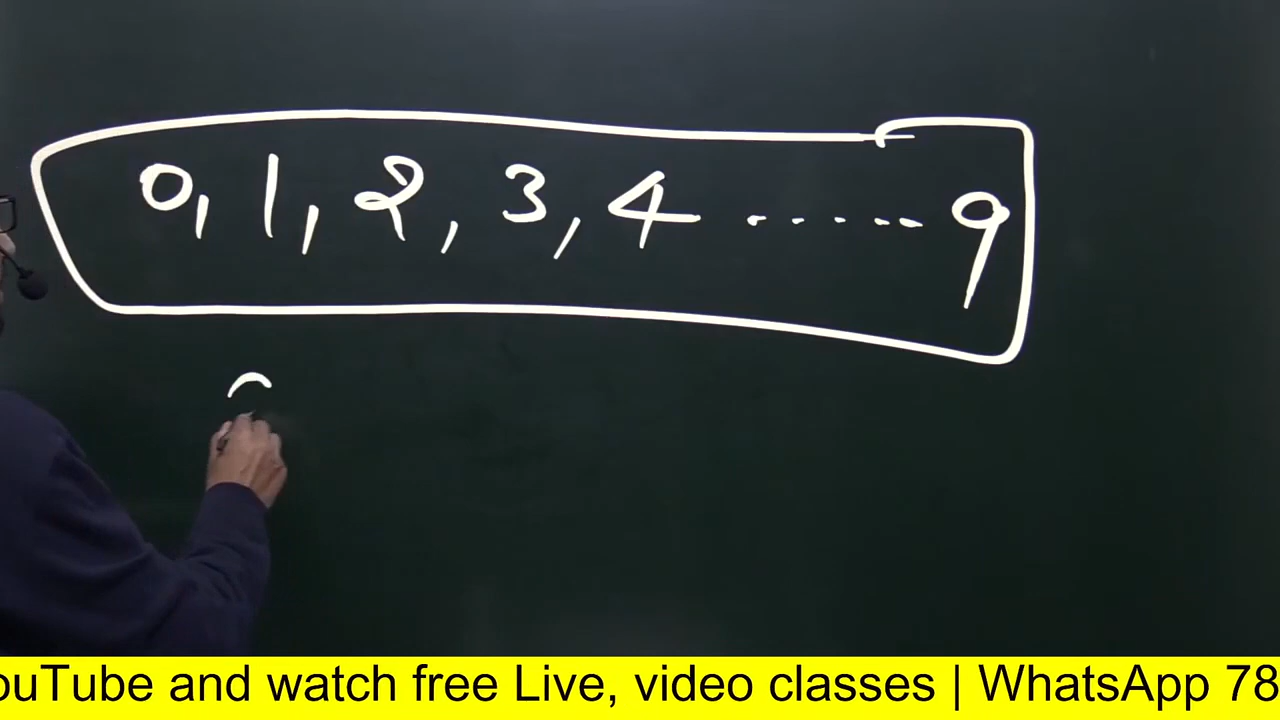 0, 1, 2, 3, 4 ..... 9
ouTube and watch free Live, video classes | WhatsApp 78